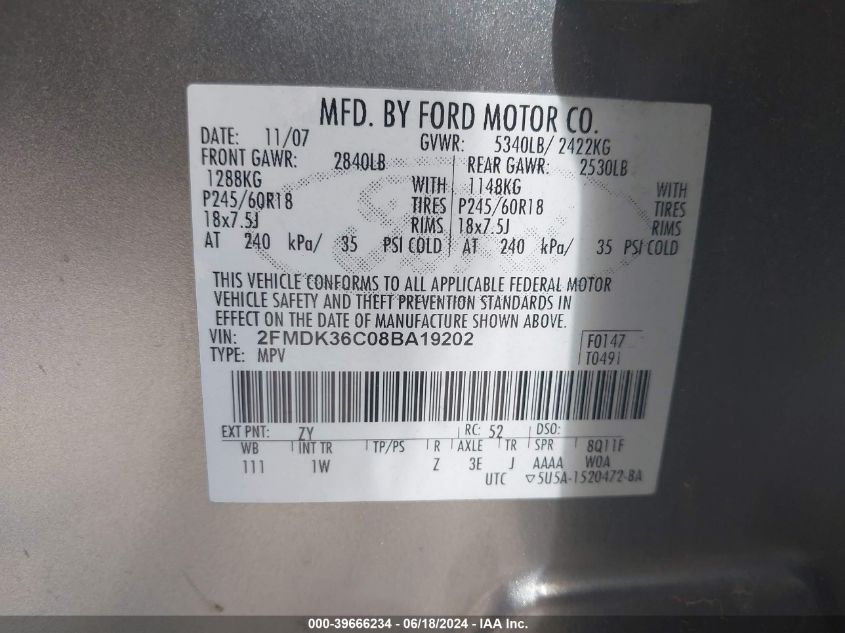 MFD. BY FORD MOTOR CO.
DATE: 11/07 GVWR: 5340LB/ 2422KG
FRONT GAWR: 2840LB REAR GAWR: 2530LB
1288KG WITH 1148KG WITH
P245/60R18 TIRES P245/60R18 TIRES
18x7.5J RIMS 18x7.5J RIMS
AT 240 kPa/ 35 PSI COLD AT 240 kPa/ 35 PSI COLD
THIS VEHICLE CONFORMS TO ALL APPLICABLE FEDERAL MOTOR
VEHICLE SAFETY AND THEFT PREVENTION STANDARDS IN
EFFECT ON THE DATE OF MANUFACTURE SHOWN ABOVE.
VIN: 2FMDK36C08BA19202 F0147
TYPE: MPV T0491
EXT PNT: ZY RC: 52 DSO:
WB INT TR TP/PS R AXLE TR SPR 8Q11F
111 1W Z 3E J AAAA W0A
UTC ▽5U5A-1520472-BA
000-39666234 - 06/18/2024 - IAA Inc.